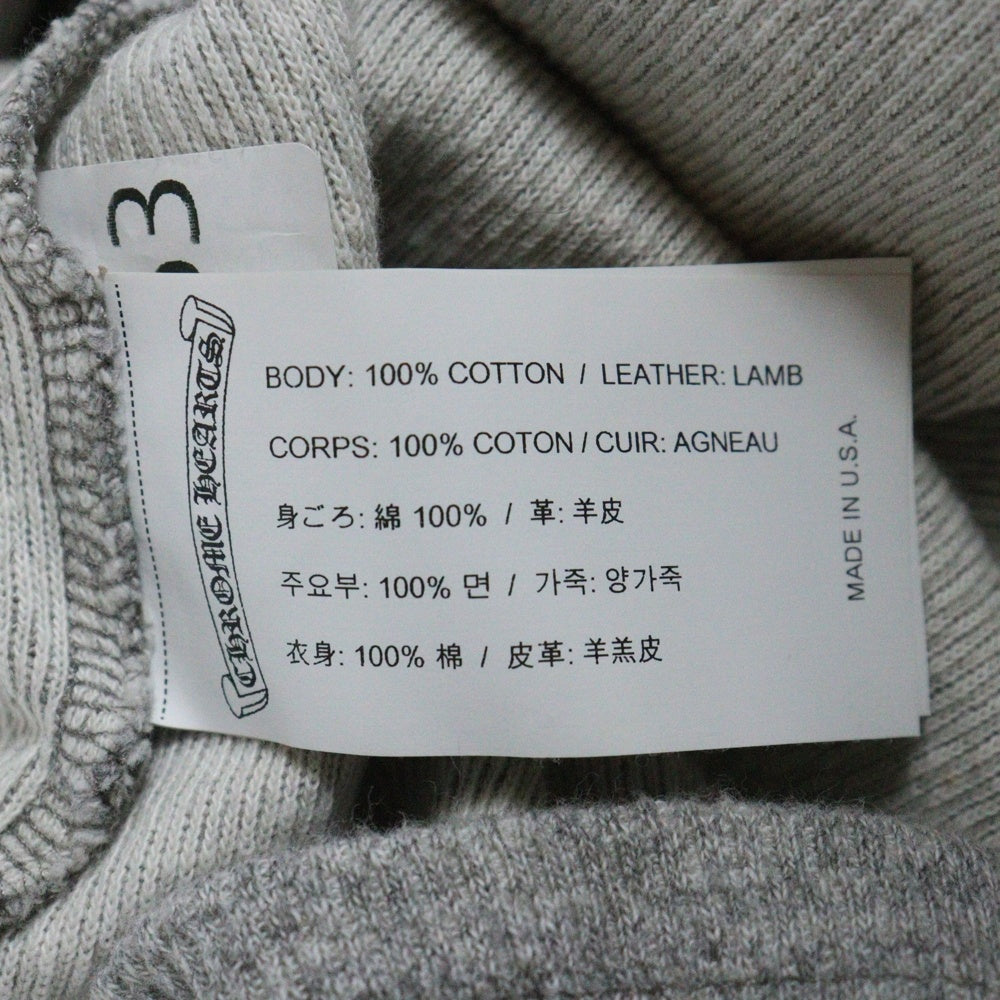 3
CHROME HEARTS
BODY: 100% COTTON / LEATHER: LAMB
CORPS: 100% COTON / CUIR: AGNEAU
身ごろ: 綿 100% / 革: 羊皮
주요부: 100% 면 / 가죽: 양가죽
衣身: 100% 棉 / 皮革: 羊羔皮
MADE IN U.S.A.